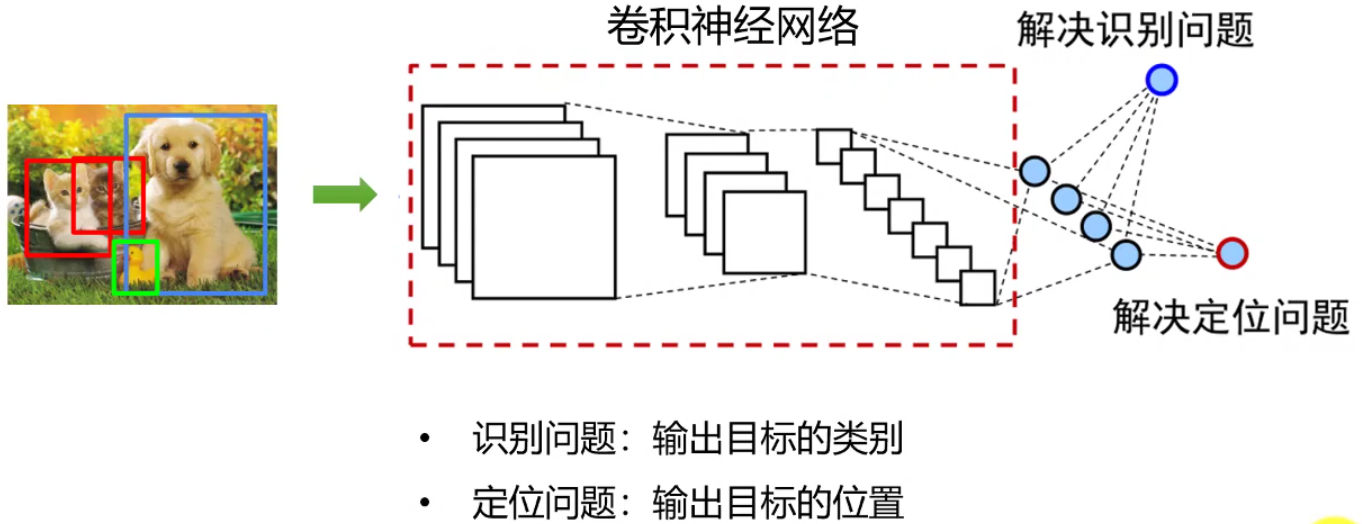 卷积神经网络
解决识别问题
解决定位问题
• 识别问题：输出目标的类别
• 定位问题：输出目标的位置